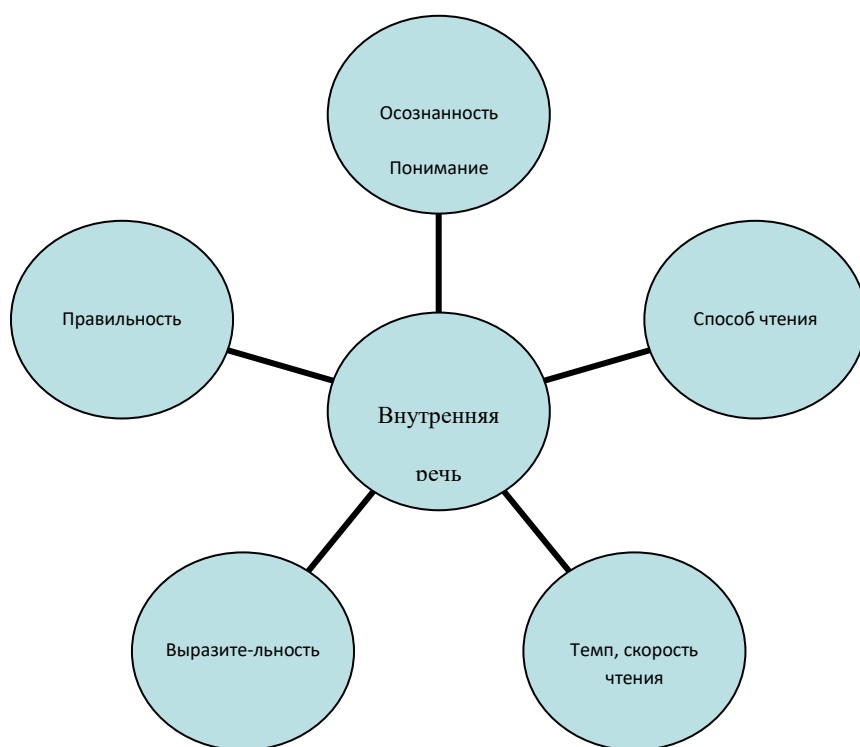 Осознанность
Понимание
Правильность
Способ чтения
Внутренняя
речь
Выразите-льность
Темп, скорость
чтения